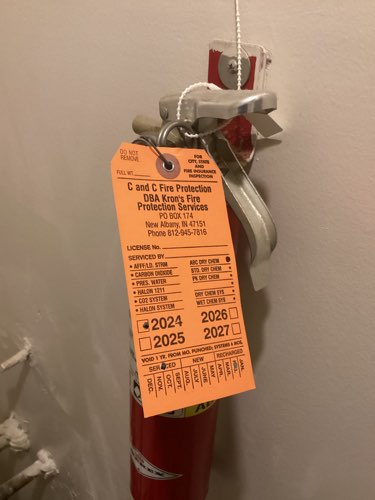 DO NOT
REMOVE
FULL WT.
FOR
CITY, STATE
AND
FIRE INSURANCE
INSPECTION
C and C Fire Protection
DBA Kron's Fire
Protection Services
PO BOX 174
New Albany, IN 47151
Phone 812-945-7816
LICENSE No.
SERVICED BY
• AFFF/LD. STRM
• CARBON DIOXIDE
• PRES. WATER
• HALON 1211
• CO2 SYSTEM
• HALON SYSTEM
ABC DRY CHEM
STD. DRY CHEM
PK DRY CHEM
DRY CHEM SYS
WET CHEM SYS
2024
2025
2026
2027
VOID 1 YR. FROM MO. PUNCHED: SYSTEMS 6 MOS.
SERVICED
NEW
RECHARGED
DEC.
NOV.
OCT.
SEPT.
AUG.
JULY
JUNE
MAY
APR.
MAR.
JAN.